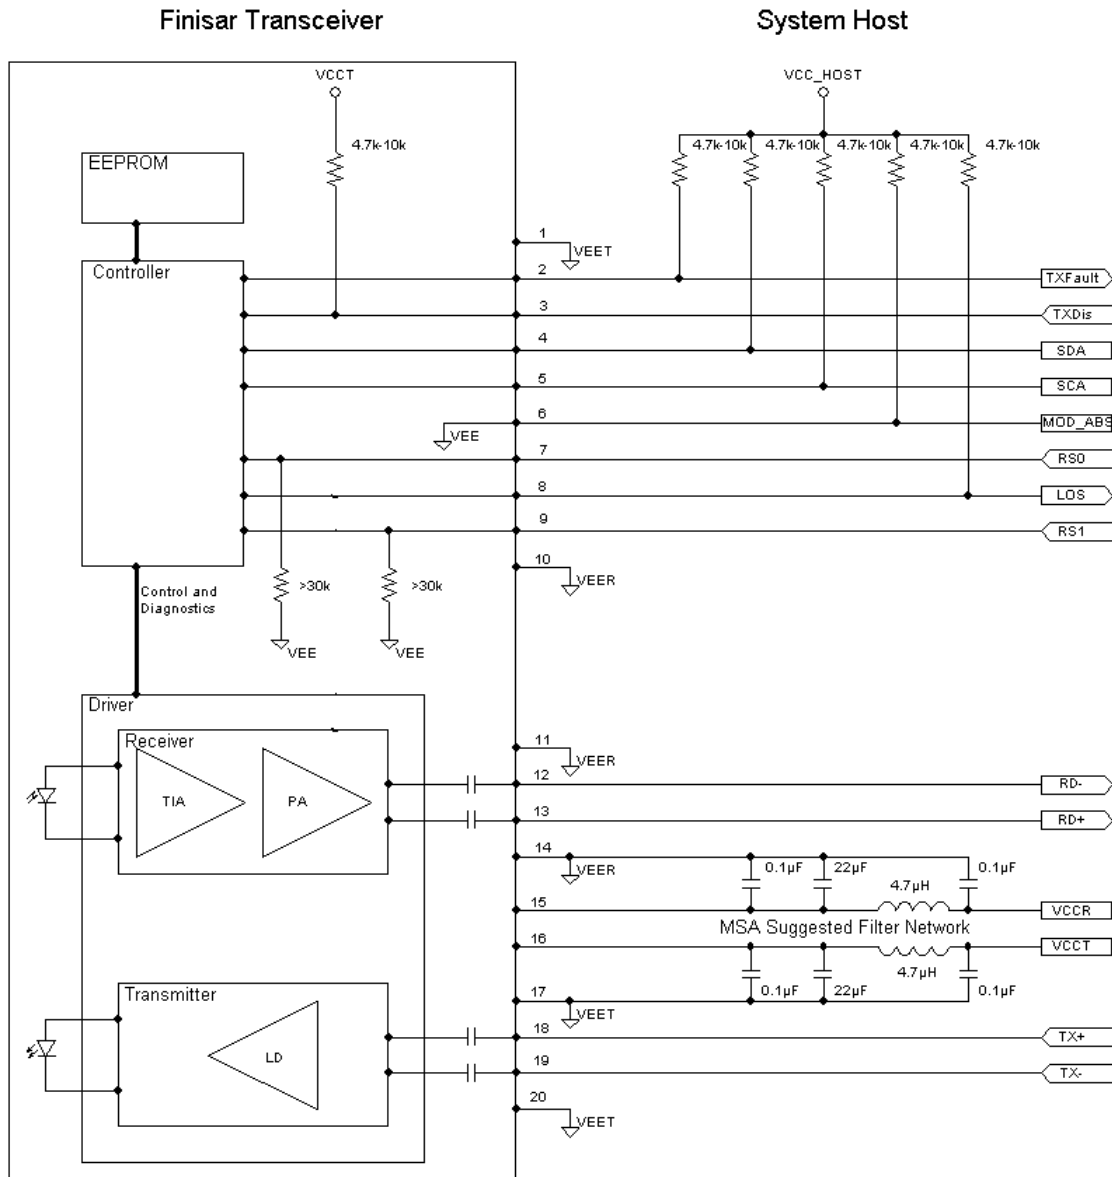 Finisar Transceiver
System Host
VCCT
VCC_HOST
4.7k-10k
4.7k-10k
4.7k-10k
4.7k-10k
4.7k-10k
4.7k-10k
EEPROM
1
VEET
Controller
2
TXFault
3
TXDis
4
SDA
5
SCA
6
MOD_ABS
VEE
7
RS0
8
LOS
9
RS1
10
VEER
Control and
Diagnostics
>30k
>30k
VEE
VEE
Driver
Receiver
11
VEER
TIA
PA
12
RD-
13
RD+
14
VEER
0.1µF
22µF
4.7µH
0.1µF
15
VCCR
MSA Suggested Filter Network
16
VCCT
4.7µH
0.1µF
22µF
0.1µF
Transmitter
17
VEET
18
TX+
LD
19
TX-
20
VEET